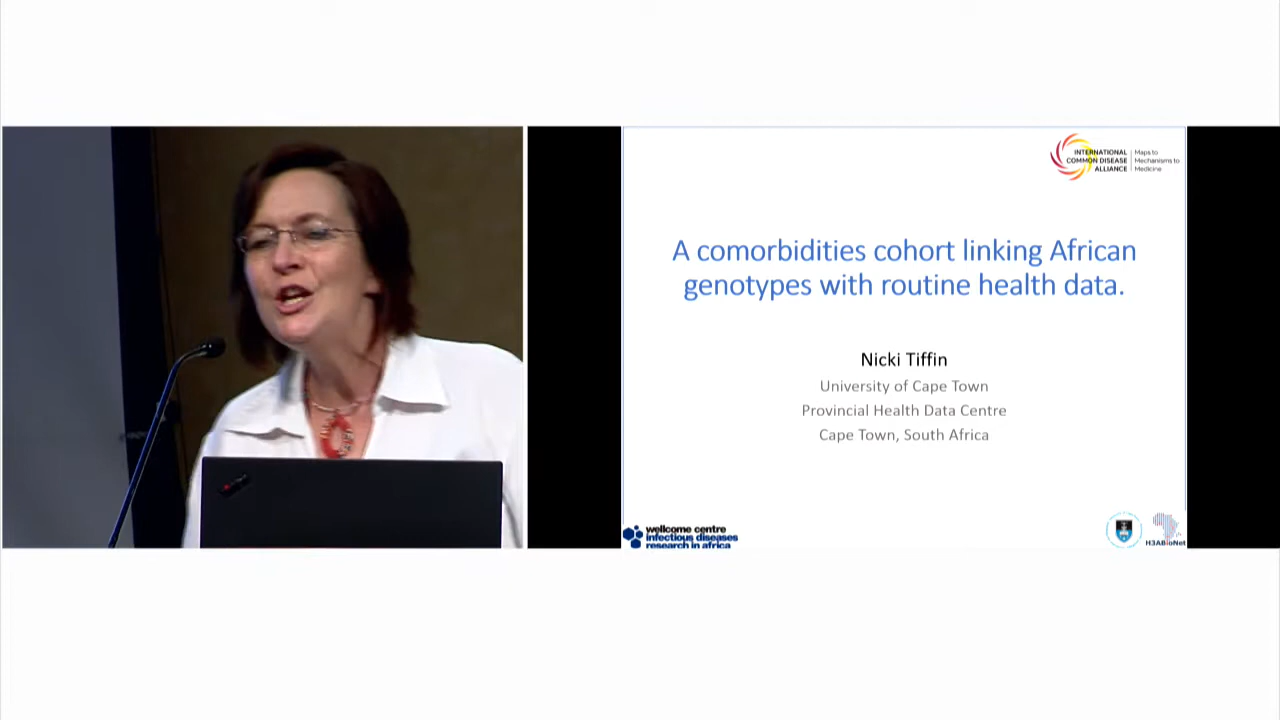 INTERNATIONAL
COMMON DISEASE
ALLIANCE
Maps to
Mechanisms to
Medicine
A comorbidities cohort linking African
genotypes with routine health data.
Nicki Tiffin
University of Cape Town
Provincial Health Data Centre
Cape Town, South Africa
wellcome centre
infectious diseases
research in africa
H3ABioNet